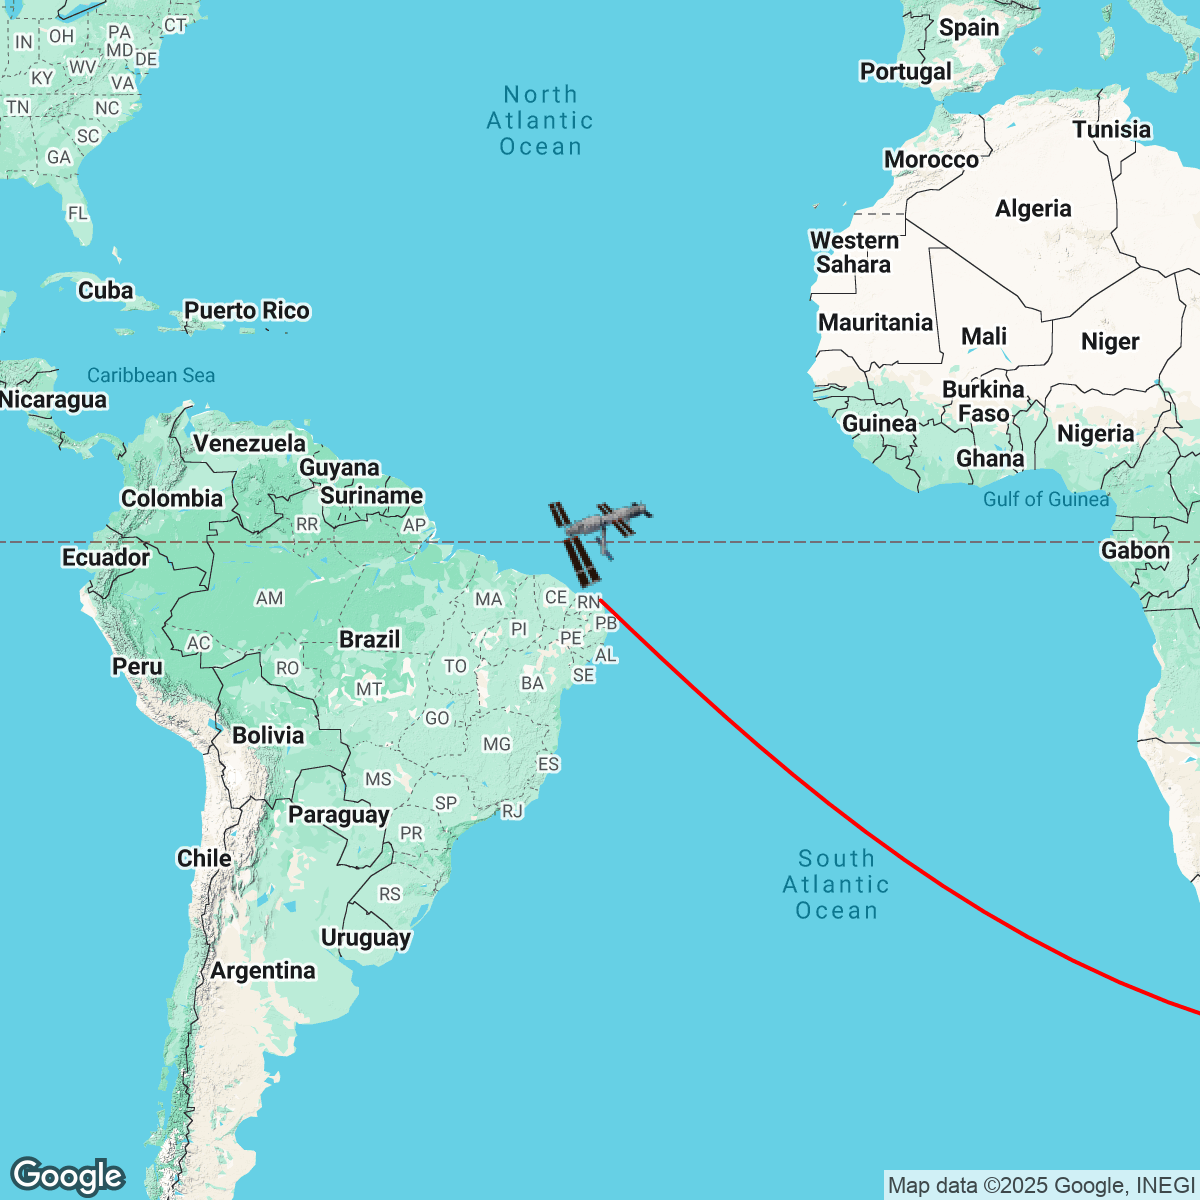 CT
PA
OH
IN
MD
DE
WV
KY
VA
TN
NC
SC
GA
FL
North
Atlantic
Ocean
Spain
Portugal
Tunisia
Morocco
Algeria
Western
Sahara
Cuba
Puerto Rico
Mauritania
Mali
Niger
Caribbean Sea
Nicaragua
Burkina
Faso
Guinea
Nigeria
Ghana
Venezuela
Guyana
Suriname
Colombia
Gulf of Guinea
RR
AP
Ecuador
Gabon
AM
MA
CE
RN
PB
PI
PE
Brazil
AC
AL
Peru
RO
TO
SE
MT
BA
GO
Bolivia
MG
ES
MS
SP
RJ
Paraguay
PR
Chile
South
Atlantic
Ocean
RS
Uruguay
Argentina
Google
Map data ©2025 Google, INEGI